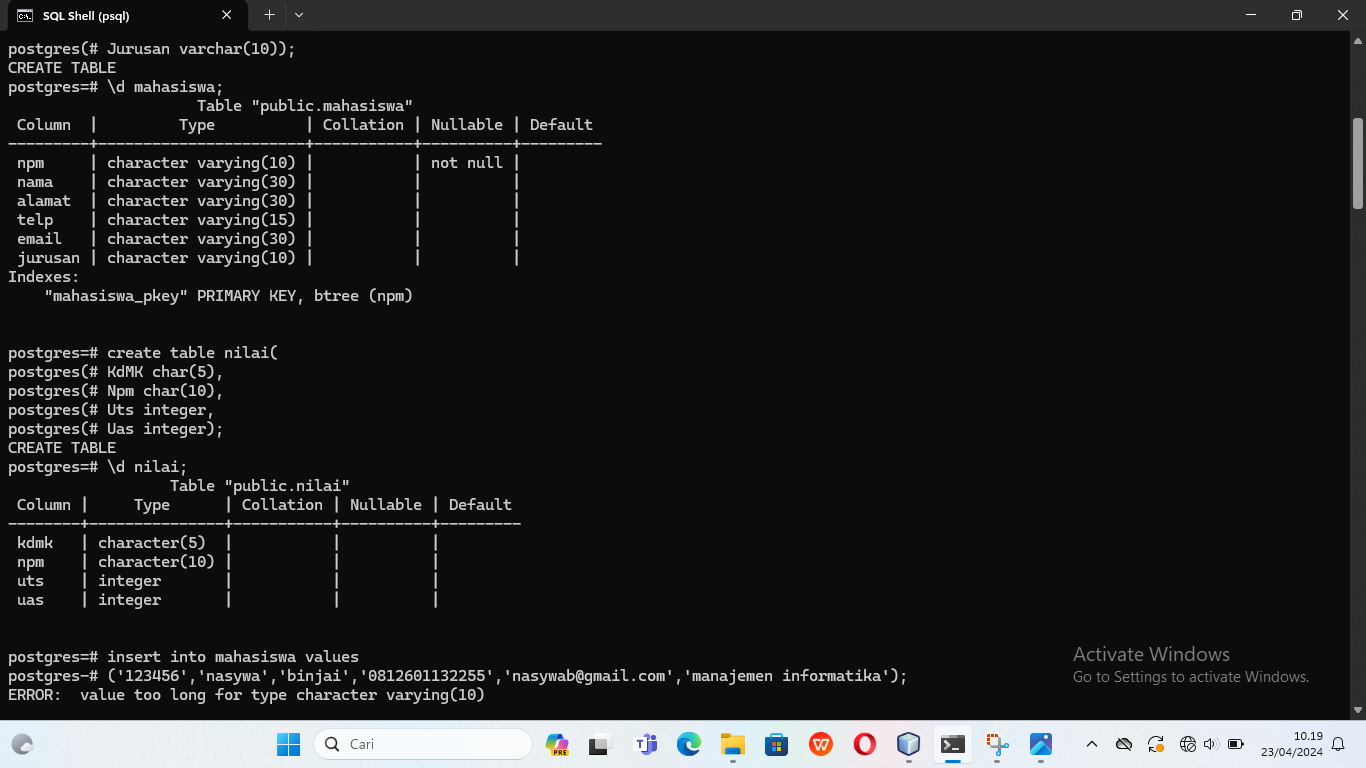 SQL Shell (psql)
postgres(# Jurusan varchar(10));
CREATE TABLE
postgres=# \d mahasiswa;
                     Table "public.mahasiswa"
 Column  |         Type          | Collation | Nullable | Default
---------+-----------------------+-----------+----------+---------
 npm     | character varying(10) |           | not null |
 nama    | character varying(30) |           |          |
 alamat  | character varying(30) |           |          |
 telp    | character varying(15) |           |          |
 email   | character varying(30) |           |          |
 jurusan | character varying(10) |           |          |
Indexes:
    "mahasiswa_pkey" PRIMARY KEY, btree (npm)
postgres=# create table nilai(
postgres(# KdMK char(5),
postgres(# Npm char(10),
postgres(# Uts integer,
postgres(# Uas integer);
CREATE TABLE
postgres=# \d nilai;
                  Table "public.nilai"
 Column |     Type      | Collation | Nullable | Default
--------+---------------+-----------+----------+---------
 kdmk   | character(5)  |           |          |
 npm    | character(10) |           |          |
 uts    | integer       |           |          |
 uas    | integer       |           |          |
postgres=# insert into mahasiswa values
postgres-# ('123456','nasywa','binjai','0812601132255','nasywab@gmail.com','manajemen informatika');
ERROR:  value too long for type character varying(10)
Activate Windows
Go to Settings to activate Windows.
Cari
PRE
10.19
23/04/2024